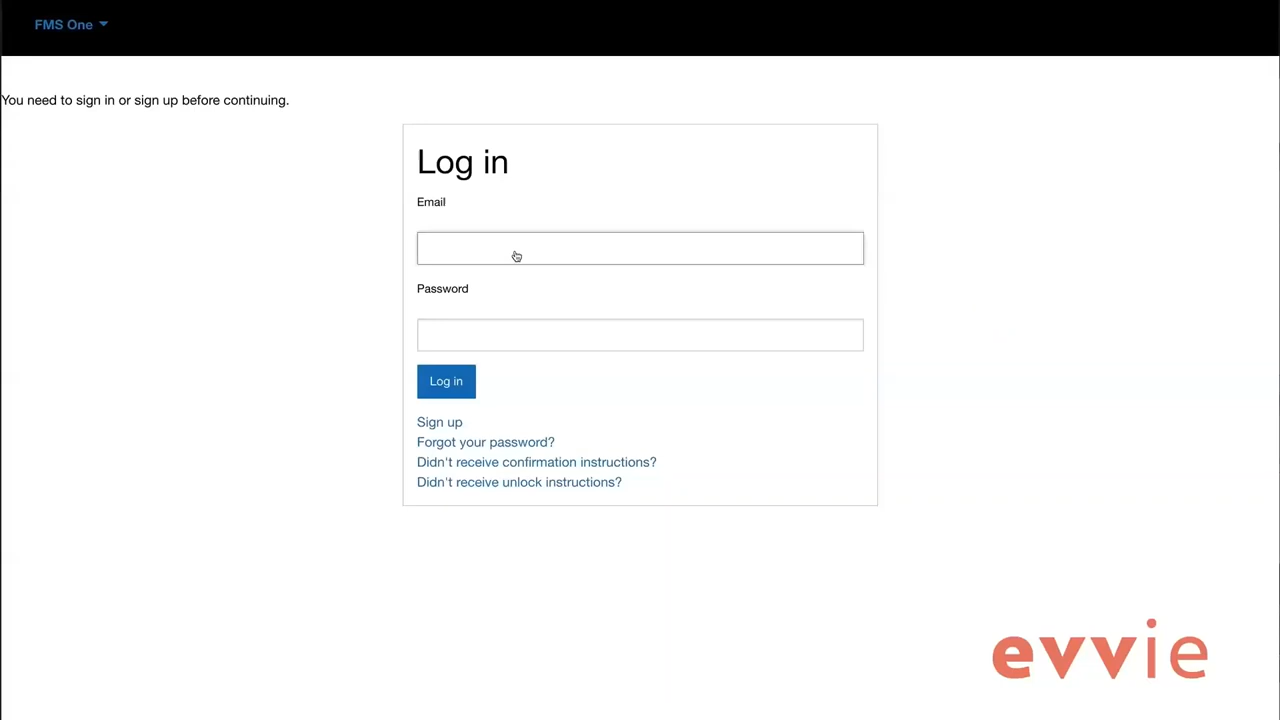 FMS One
You need to sign in or sign up before continuing.
Log in
Email
Password
Log in
Sign up
Forgot your password?
Didn't receive confirmation instructions?
Didn't receive unlock instructions?
evvie